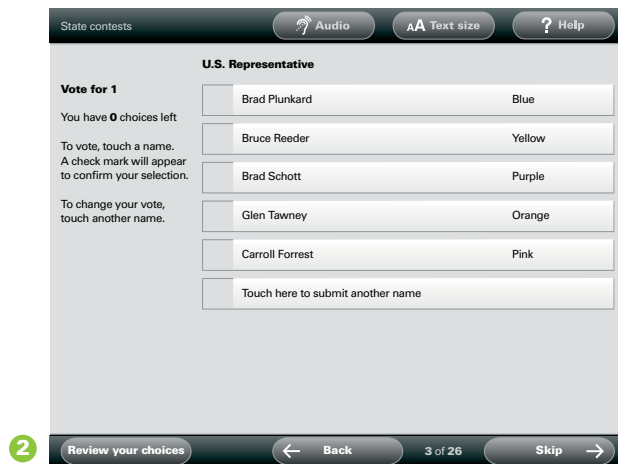 State contests
Audio
AA Text size
? Help
U.S. Representative
Vote for 1
You have 0 choices left
To vote, touch a name.
A check mark will appear
to confirm your selection.
To change your vote,
touch another name.
Brad Plunkard Blue
Bruce Reeder Yellow
Brad Schott Purple
Glen Tawney Orange
Carroll Forrest Pink
Touch here to submit another name
2
Review your choices
← Back
3 of 26
Skip →